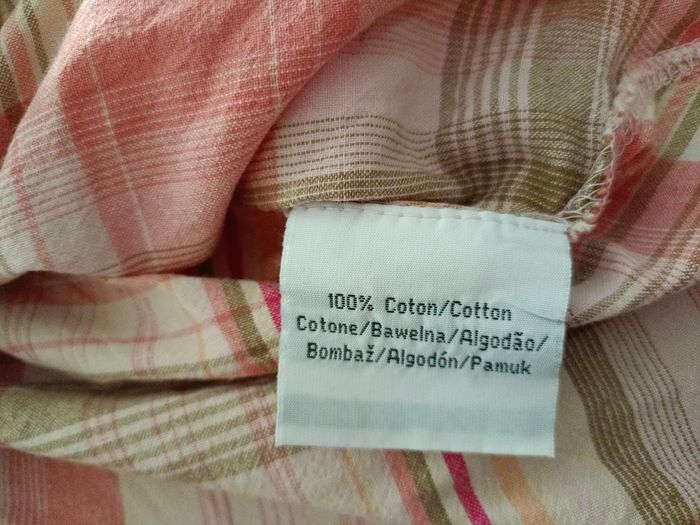 100% Coton/Cotton
Cotone/Bawelna/Algodão/
Bombaž/Algodón/Pamuk